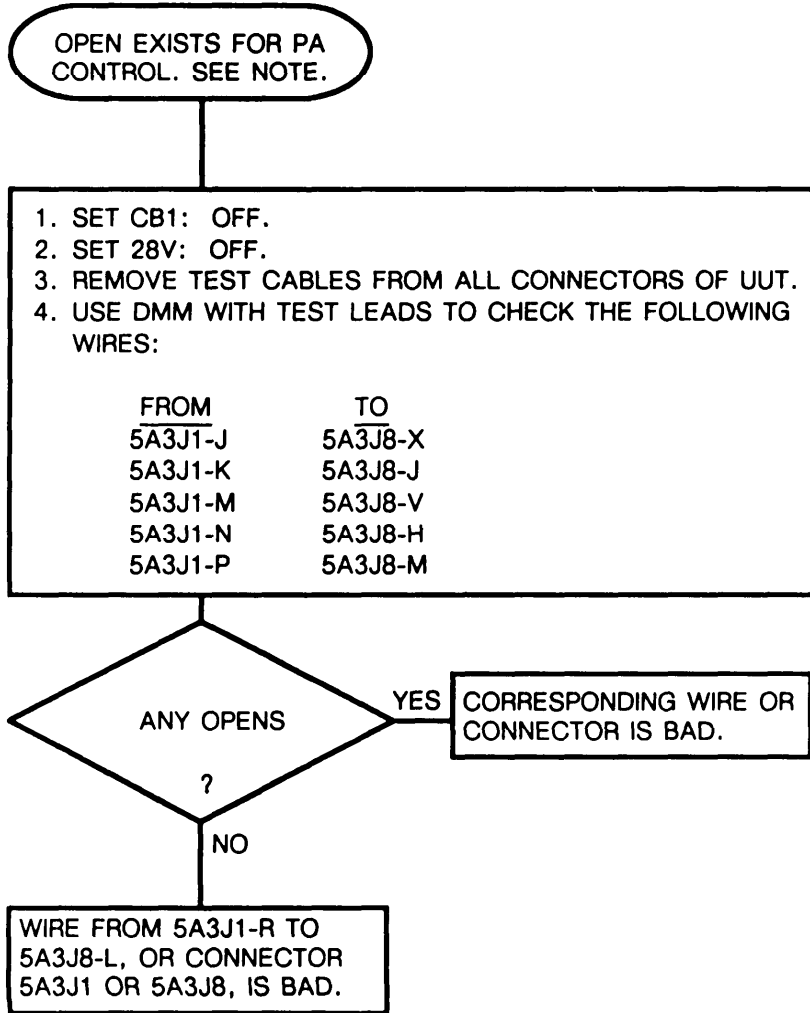 OPEN EXISTS FOR PA
CONTROL. SEE NOTE.
1. SET CB1: OFF.
2. SET 28V: OFF.
3. REMOVE TEST CABLES FROM ALL CONNECTORS OF UUT.
4. USE DMM WITH TEST LEADS TO CHECK THE FOLLOWING
WIRES:
FROM TO
5A3J1-J 5A3J8-X
5A3J1-K 5A3J8-J
5A3J1-M 5A3J8-V
5A3J1-N 5A3J8-H
5A3J1-P 5A3J8-M
ANY OPENS
?
YES
CORRESPONDING WIRE OR
CONNECTOR IS BAD.
NO
WIRE FROM 5A3J1-R TO
5A3J8-L, OR CONNECTOR
5A3J1 OR 5A3J8, IS BAD.